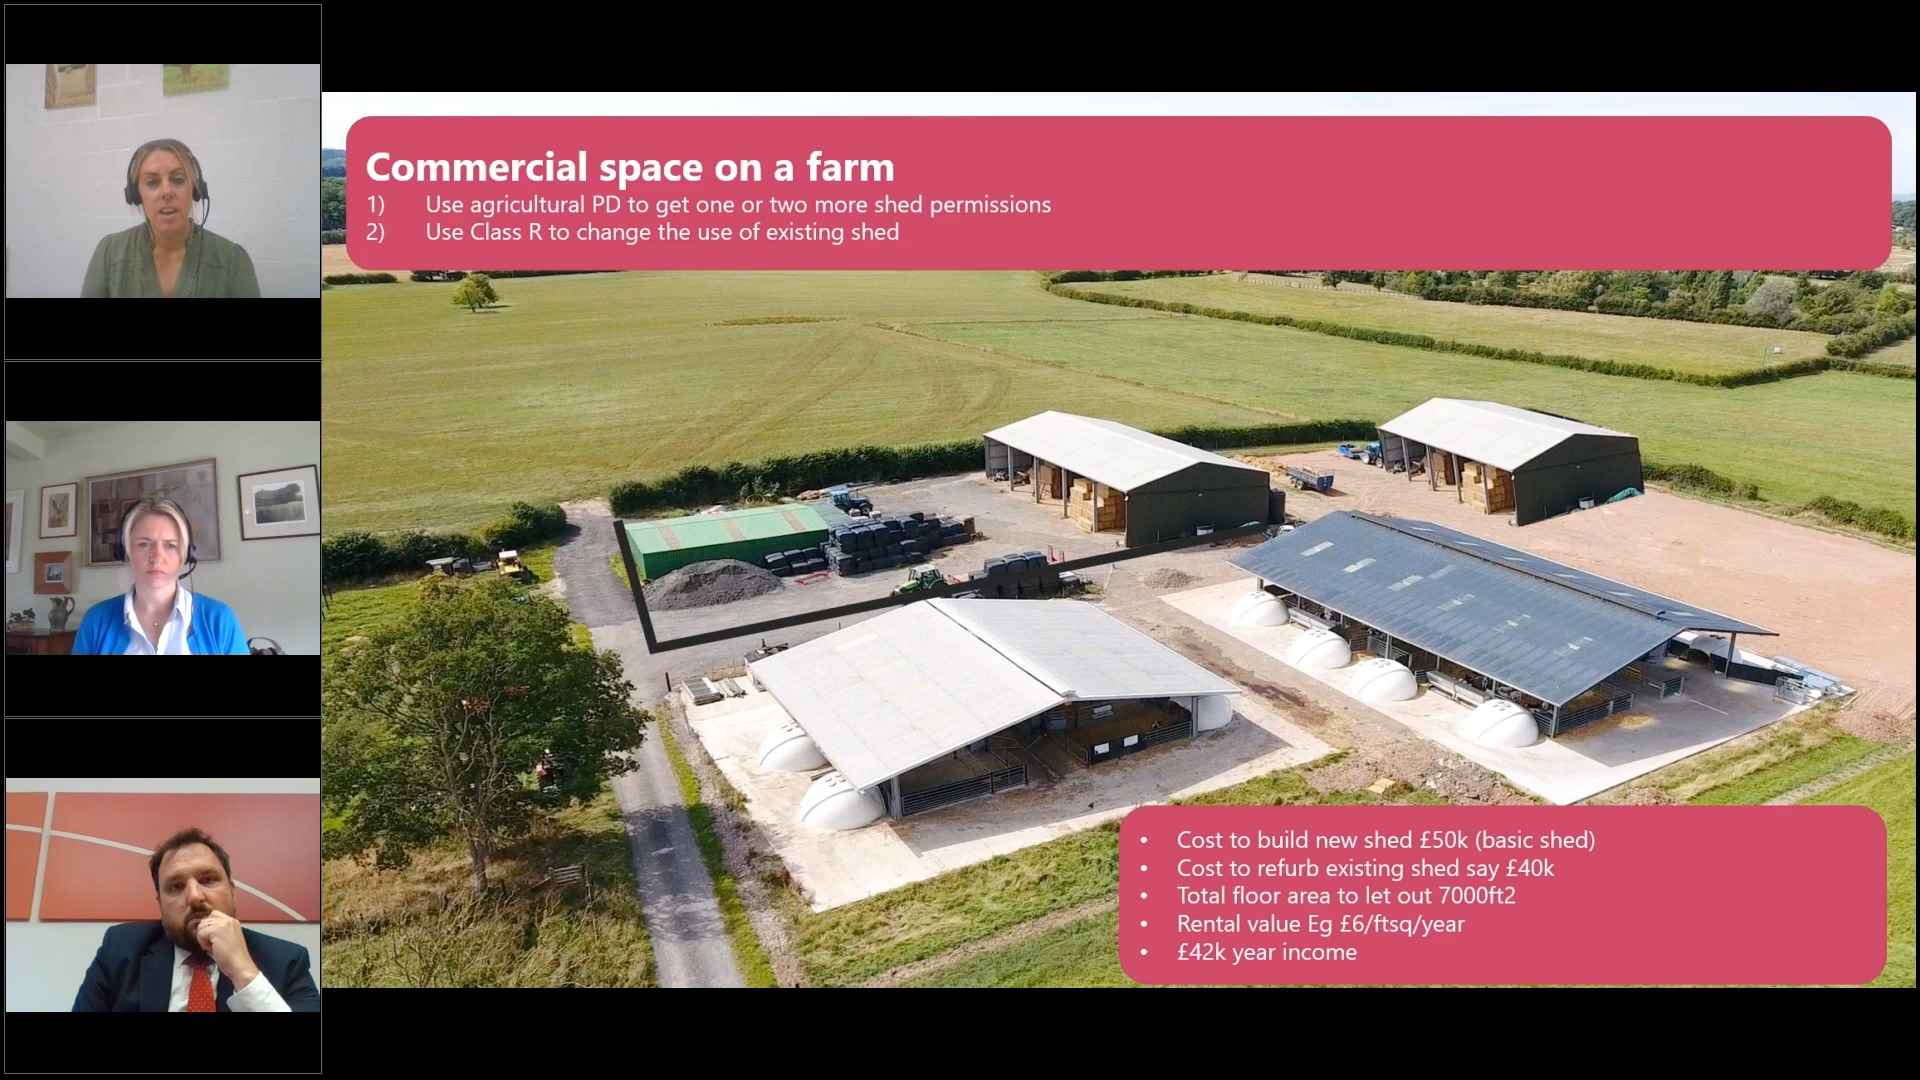 Commercial space on a farm
1) Use agricultural PD to get one or two more shed permissions
2) Use Class R to change the use of existing shed
• Cost to build new shed £50k (basic shed)
• Cost to refurb existing shed say £40k
• Total floor area to let out 7000ft2
• Rental value Eg £6/ftsq/year
• £42k year income